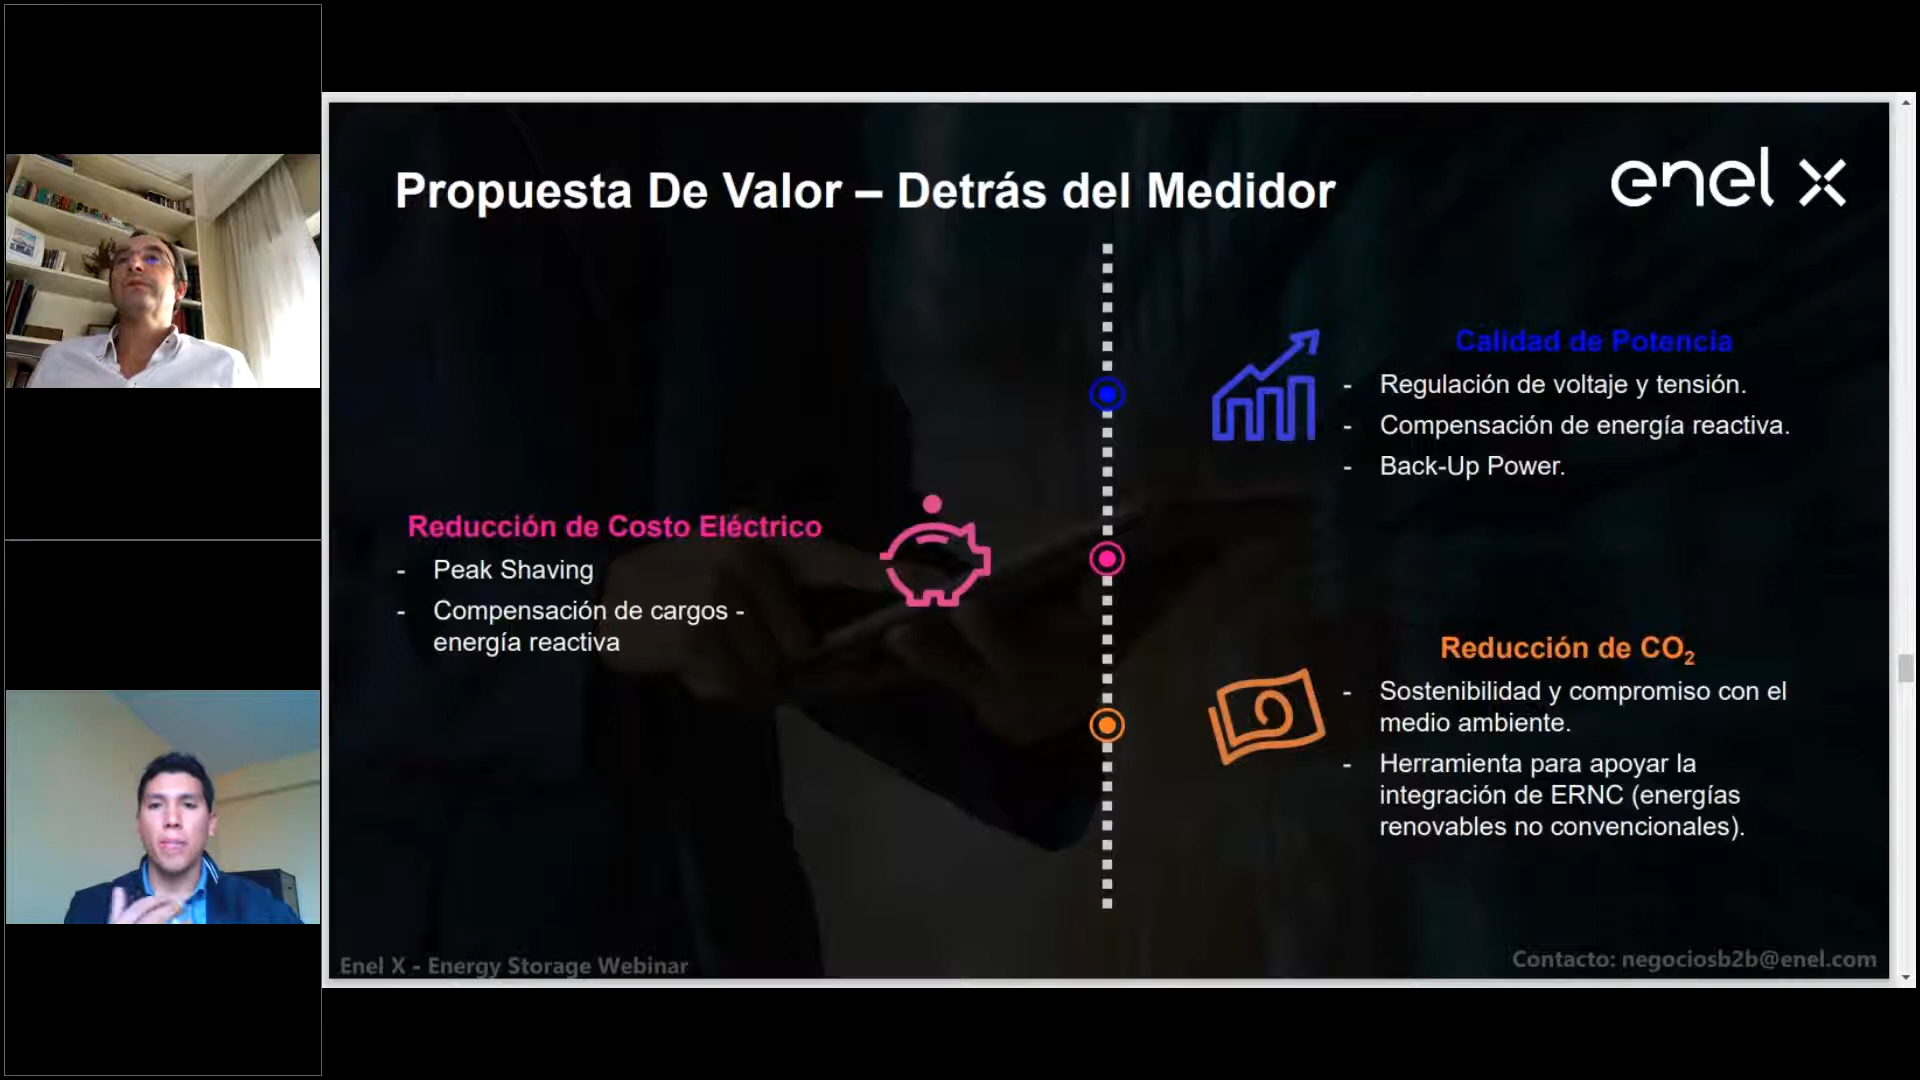 Propuesta De Valor – Detrás del Medidor
enel x
Calidad de Potencia
- Regulación de voltaje y tensión.
- Compensación de energía reactiva.
- Back-Up Power.
Reducción de Costo Eléctrico
- Peak Shaving
- Compensación de cargos -
energía reactiva
Reducción de CO₂
- Sostenibilidad y compromiso con el
medio ambiente.
- Herramienta para apoyar la
integración de ERNC (energías
renovables no convencionales).
Enel X - Energy Storage Webinar
Contacto: negociosb2b@enel.com